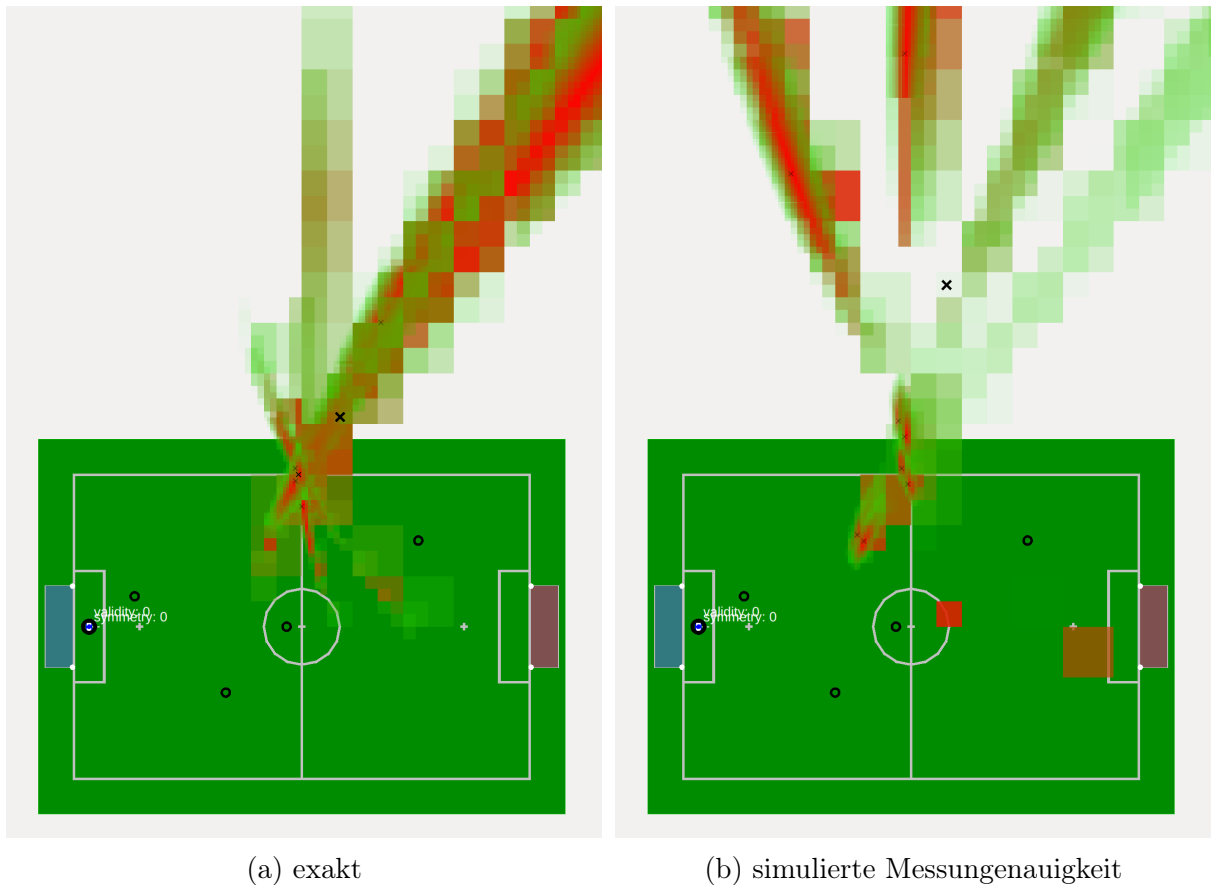 validity: 0
symmetry: 0
validity: 0
symmetry: 0
(a) exakt
(b) simulierte Messungenauigkeit